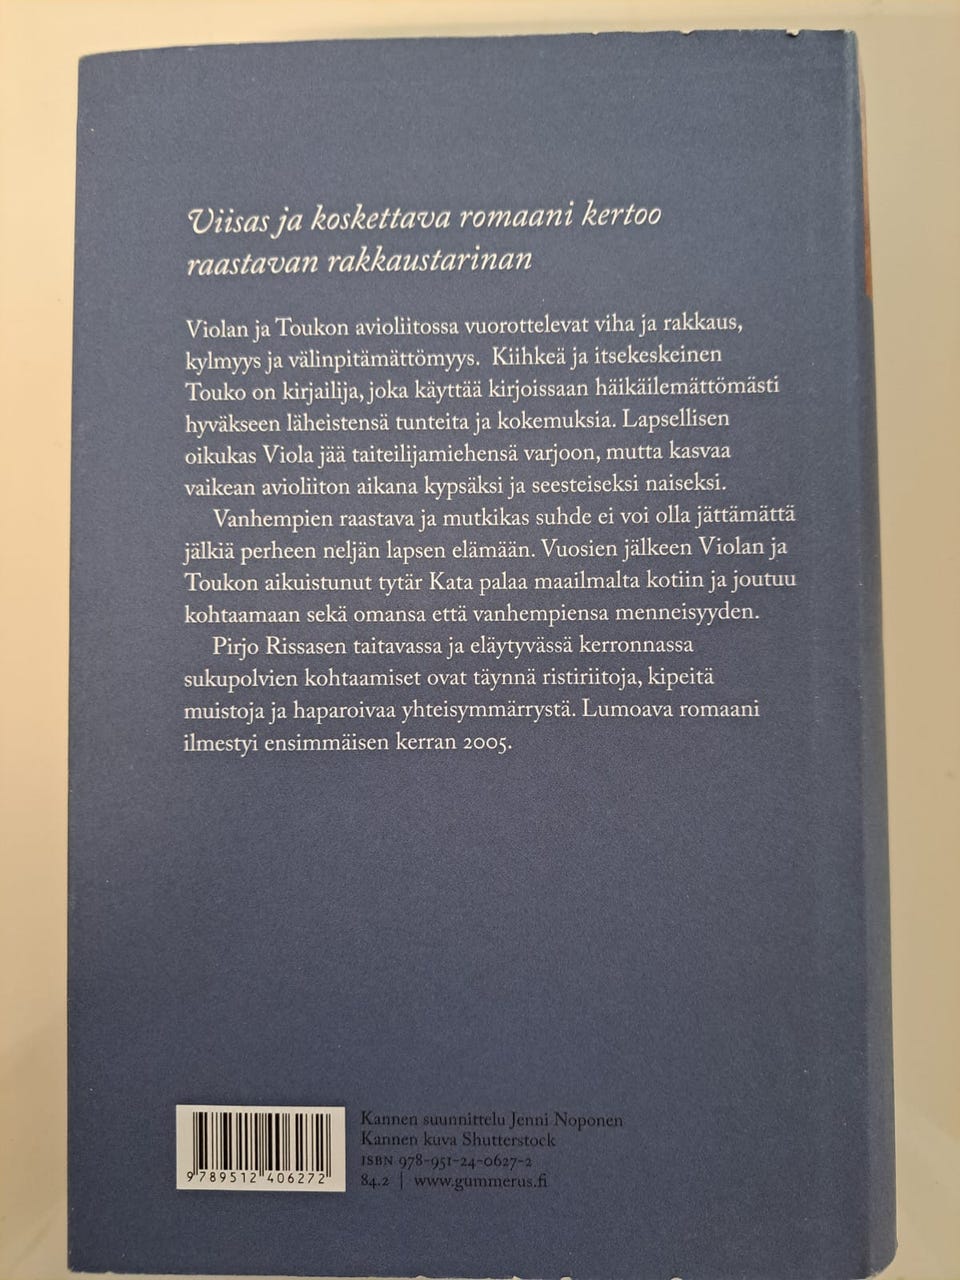 Viisas ja koskettava romaani kertoo
raastavan rakkaustarinan
Violan ja Toukon avioliitossa vuorottelevat viha ja rakkaus,
kylmyys ja välinpitämättömyys. Kiihkeä ja itsekeskeinen
Touko on kirjailija, joka käyttää kirjoissaan häikäilemättömästi
hyväkseen läheistensä tunteita ja kokemuksia. Lapsellisen
oikukas Viola jää taiteilijamiehensä varjoon, mutta kasvaa
vaikean avioliiton aikana kypsäksi ja seesteiseksi naiseksi.
Vanhempien raastava ja mutkikas suhde ei voi olla jättämättä
jälkiä perheen neljän lapsen elämään. Vuosien jälkeen Violan ja
Toukon aikuistunut tytär Kata palaa maailmalta kotiin ja joutuu
kohtaamaan sekä omansa että vanhempiensa menneisyyden.
Pirjo Rissasen taitavassa ja eläytyvässä kerronnassa
sukupolvien kohtaamiset ovat täynnä ristiriitoja, kipeitä
muistoja ja haparoivaa yhteisymmärrystä. Lumoava romaani
ilmestyi ensimmäisen kerran 2005.
Kannen suunnittelu Jenni Noponen
Kannen kuva Shutterstock
ISBN 978-951-24-0627-2
84.2 | www.gummerus.fi
9 789512 406272